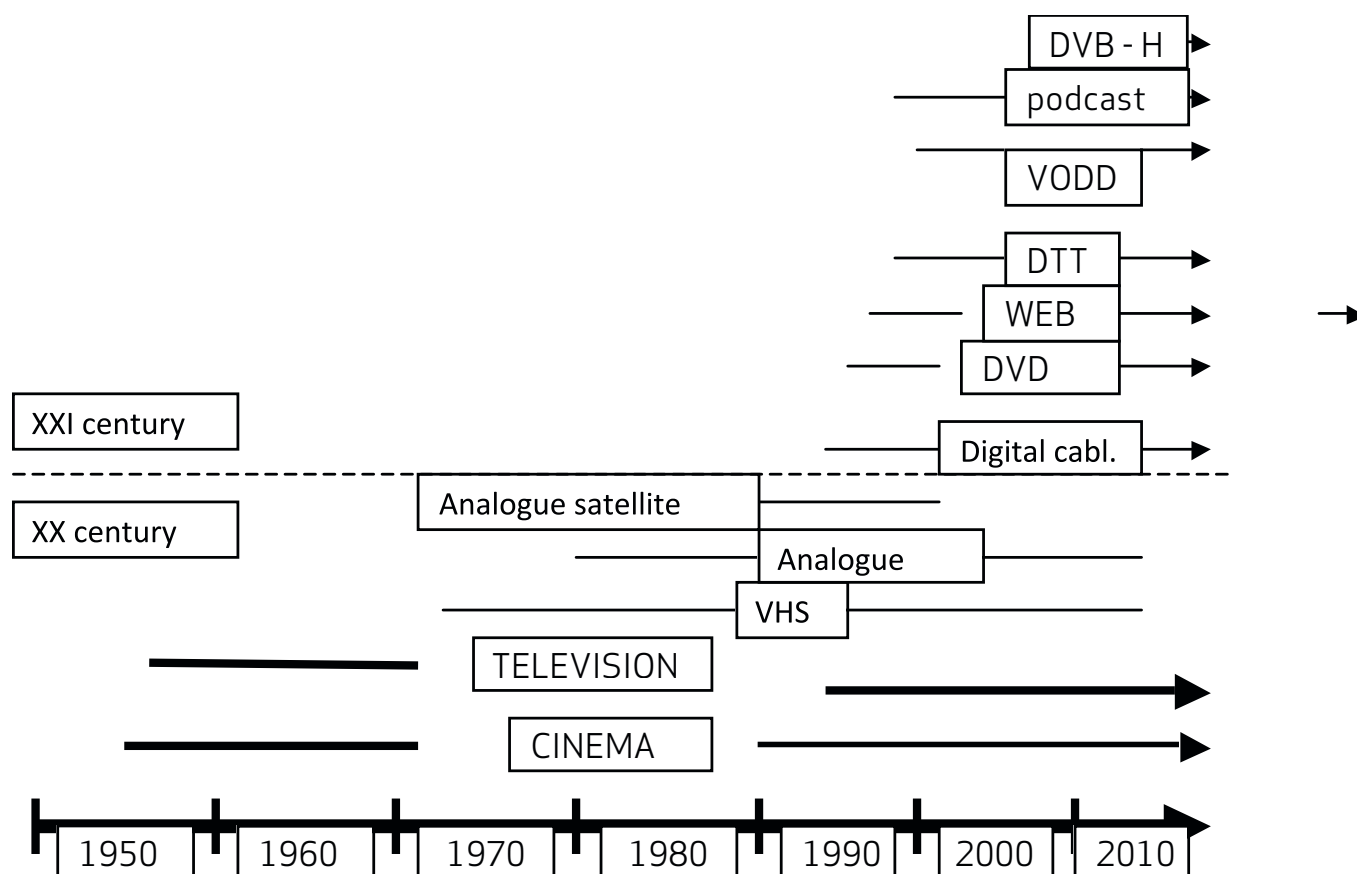 DVB - H
podcast
VODD
DTT
WEB
DVD
XXI century
Digital cabl.
Analogue satellite
XX century
Analogue
VHS
TELEVISION
CINEMA
1950 1960 1970 1980 1990 2000 2010